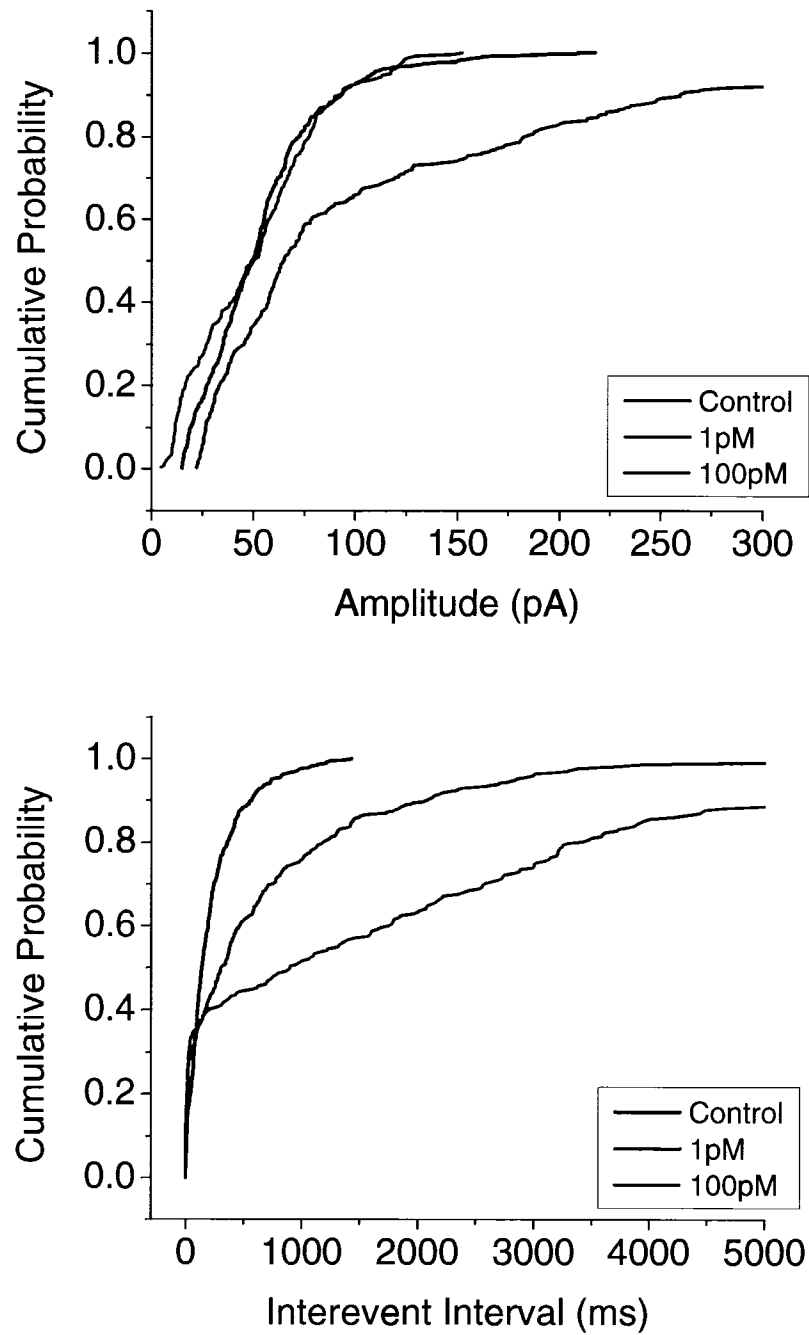 1.0
0.8
0.6
0.4
0.2
0.0
Cumulative Probability
Control
1pM
100pM
0 50 100 150 200 250 300
Amplitude (pA)
1.0
0.8
0.6
0.4
0.2
0.0
Cumulative Probability
Control
1pM
100pM
0 1000 2000 3000 4000 5000
Interevent Interval (ms)